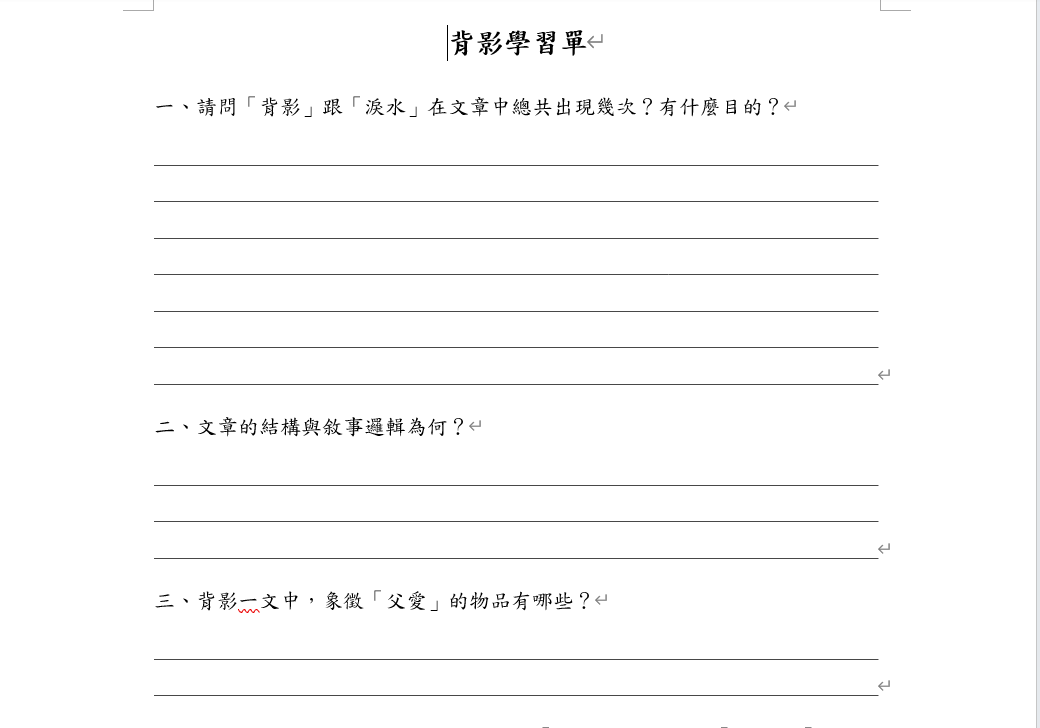 背影學習單
一、請問「背影」跟「淚水」在文章中總共出現幾次？有什麼目的？
二、文章的結構與敘事邏輯為何？
三、背影一文中，象徵「父愛」的物品有哪些？